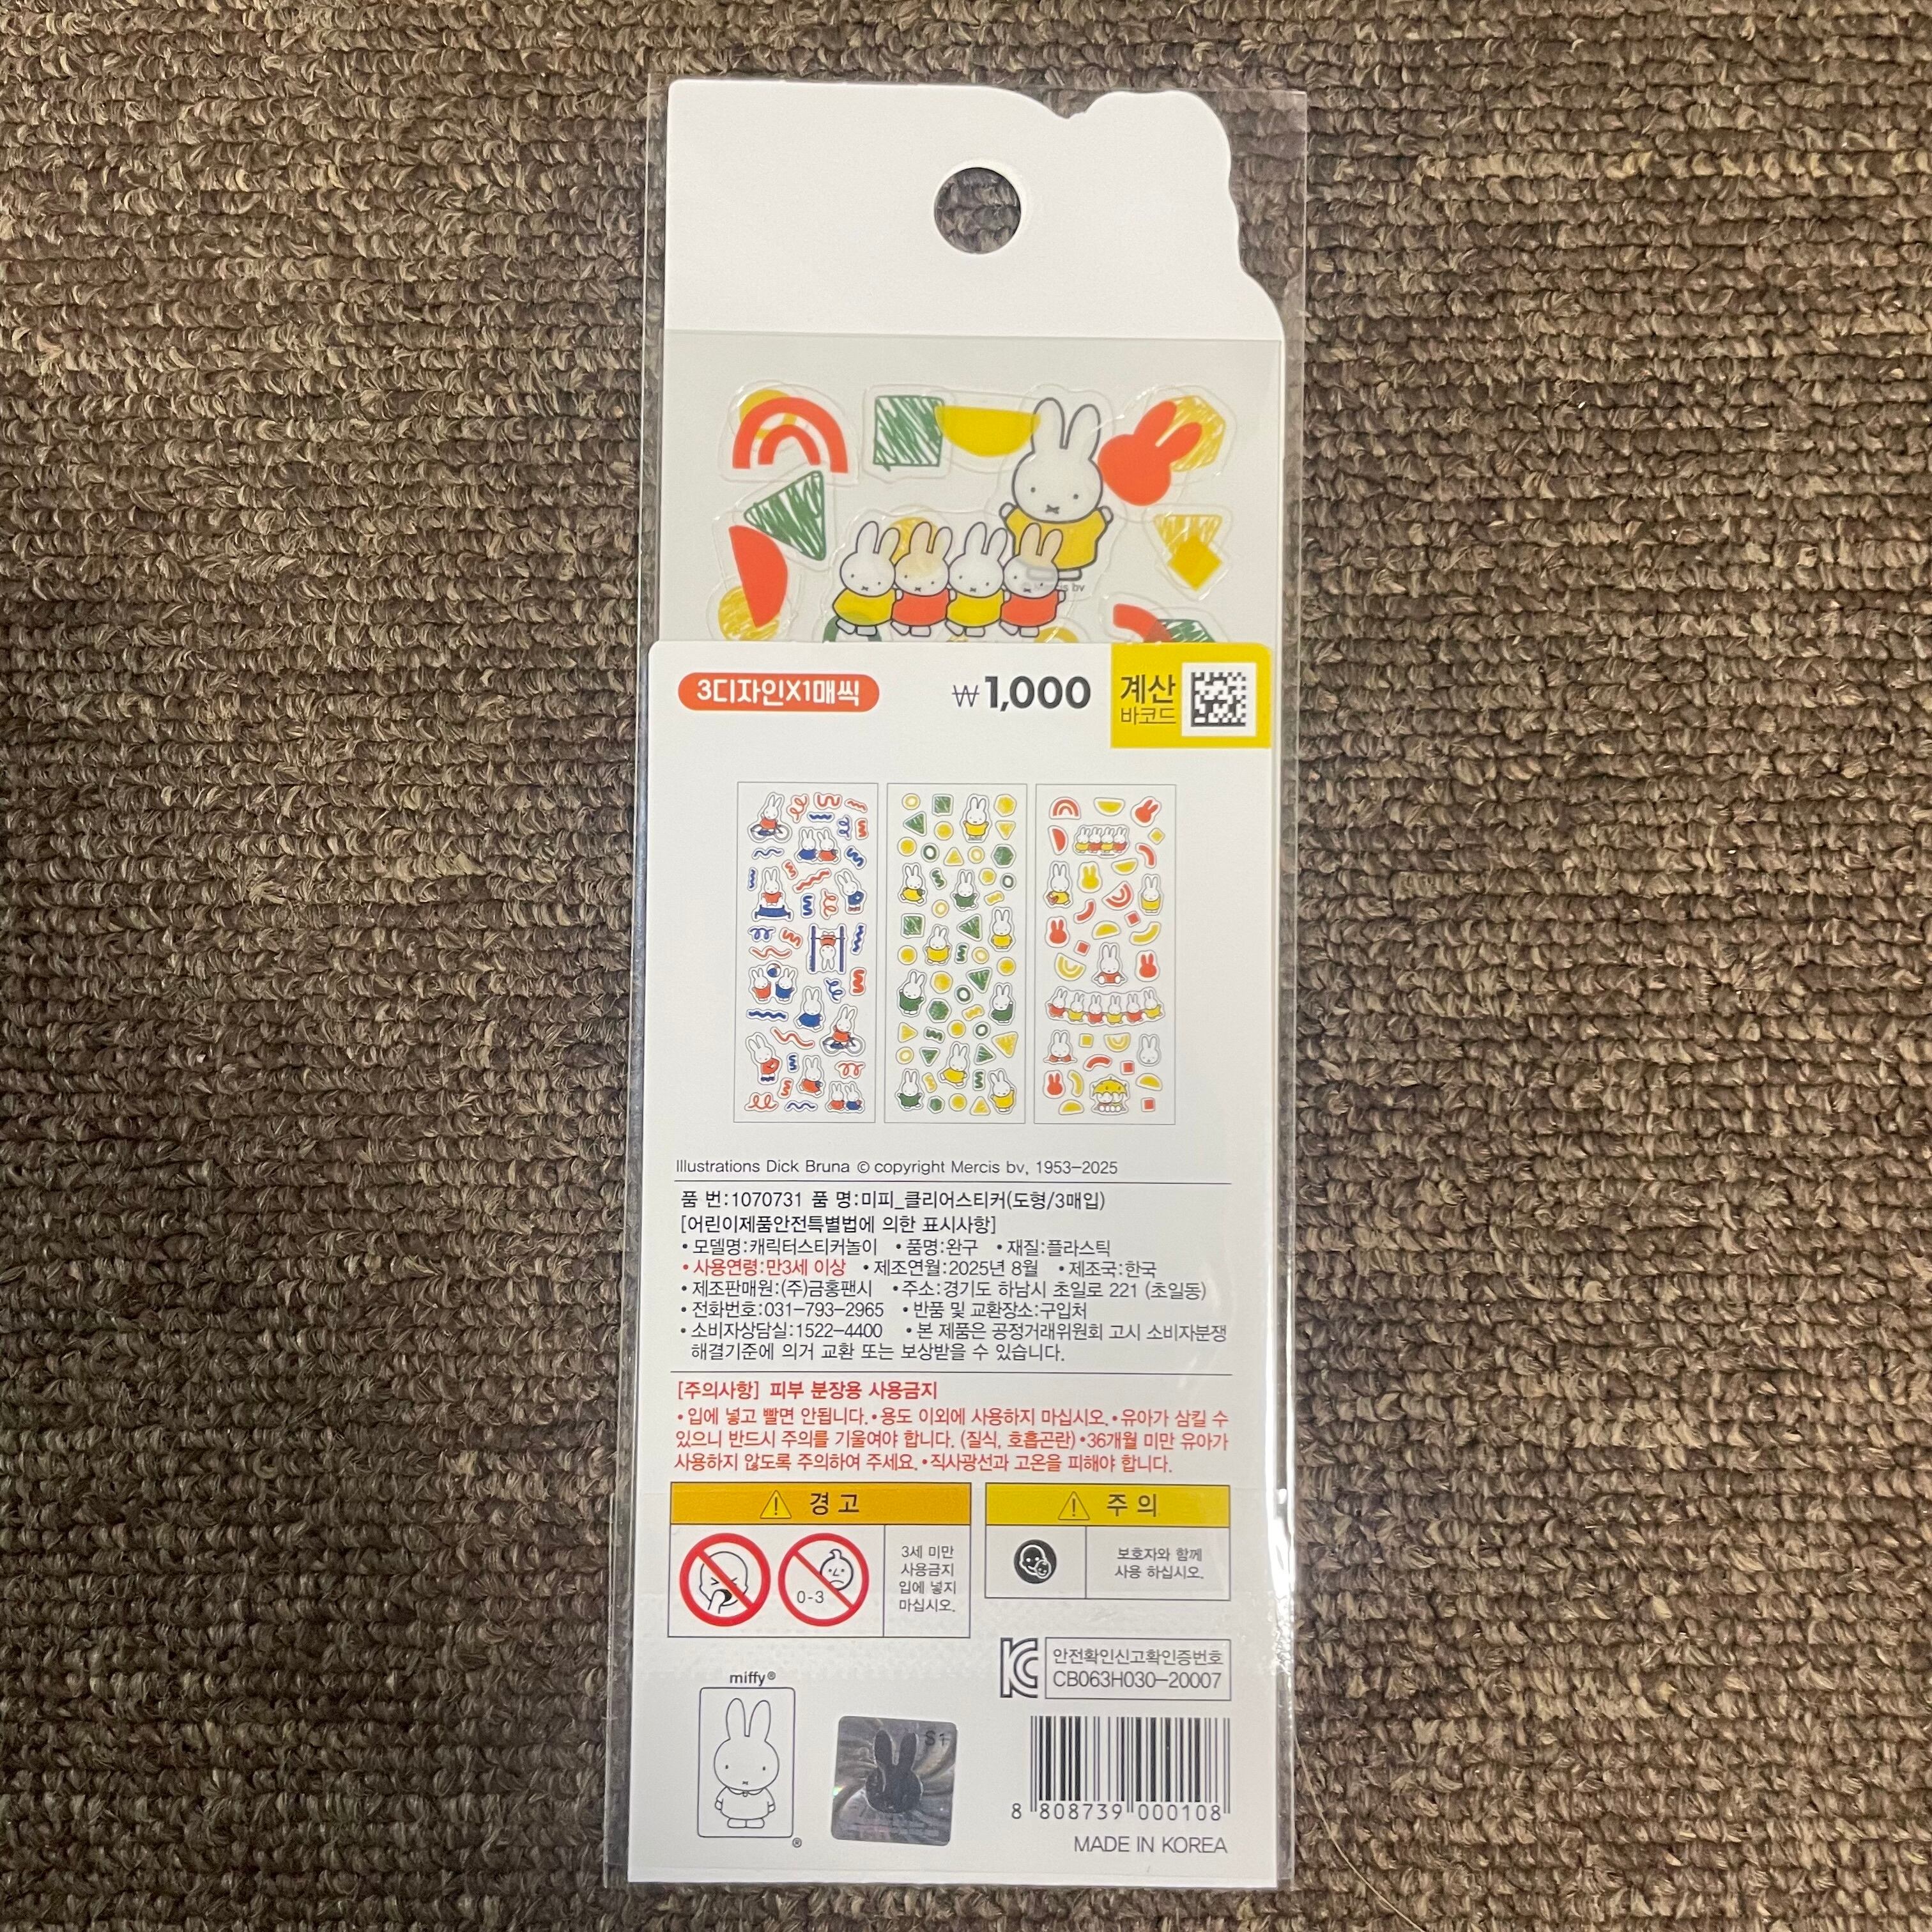 3디자인X1매씩
₩1,000
계산
바코드
Illustrations Dick Bruna © copyright Mercis bv, 1953-2025
품 번:1070731 품 명:미피_클리어스티커(도형/3매입)
[어린이제품안전특별법에 의한 표시사항]
•모델명:캐릭터스티커놀이 •품명:완구 •재질:플라스틱
•사용연령:만3세 이상 •제조연월:2025년 8월 •제조국:한국
•제조판매원:(주)금홍팬시 •주소:경기도 하남시 초일로 221 (초일동)
•전화번호:031-793-2965 •반품 및 교환장소:구입처
•소비자상담실:1522-4400 •본 제품은 공정거래위원회 고시 소비자분쟁
해결기준에 의거 교환 또는 보상받을 수 있습니다.
[주의사항] 피부 분장용 사용금지
•입에 넣고 빨면 안됩니다.•용도 이외에 사용하지 마십시오.•유아가 삼킬 수
있으니 반드시 주의를 기울여야 합니다. (질식, 호흡곤란)•36개월 미만 유아가
사용하지 않도록 주의하여 주세요.•직사광선과 고온을 피해야 합니다.
경고
주의
0-3
3세 미만
사용금지
입에 넣지
마십시오.
보호자와 함께
사용 하십시오.
안전확인신고확인증번호
CB063H030-20007
miffy®
8 808739 000108
MADE IN KOREA